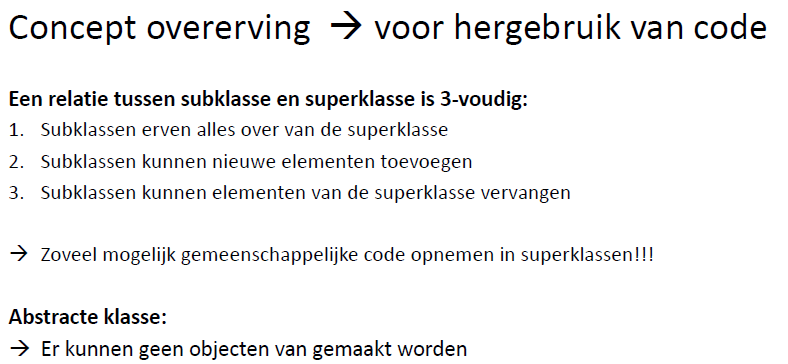 Concept overerving → voor hergebruik van code
Een relatie tussen subklasse en superklasse is 3-voudig:
1. Subklassen erven alles over van de superklasse
2. Subklassen kunnen nieuwe elementen toevoegen
3. Subklassen kunnen elementen van de superklasse vervangen
→ Zoveel mogelijk gemeenschappelijke code opnemen in superklassen!!!
Abstracte klasse:
→ Er kunnen geen objecten van gemaakt worden